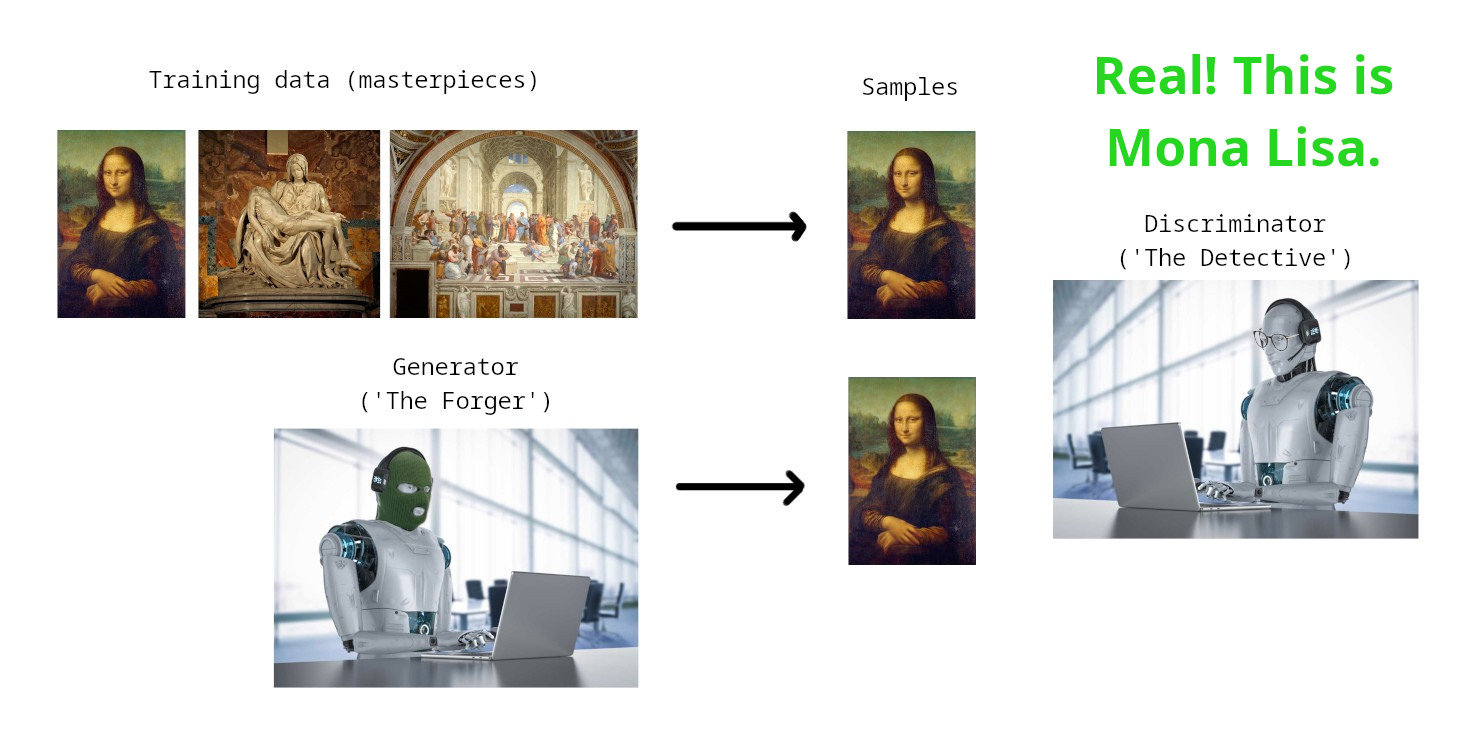 Training data (masterpieces)
Samples
Real! This is
Mona Lisa.
Discriminator
('The Detective')
Generator
('The Forger')